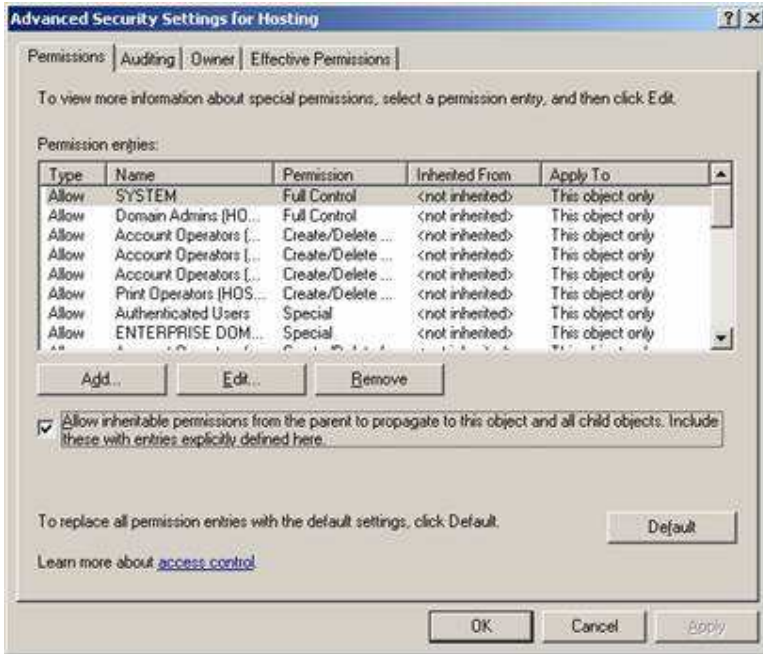 Advanced Security Settings for Hosting
Permissions Auditing Owner Effective Permissions
To view more information about special permissions, select a permission entry, and then click Edit.
Permission entries:
Type Name Permission Inherited From Apply To
Allow SYSTEM Full Control <not inherited> This object only
Allow Domain Admins (HO... Full Control <not inherited> This object only
Allow Account Operators (... Create/Delete ... <not inherited> This object only
Allow Account Operators (... Create/Delete ... <not inherited> This object only
Allow Account Operators (... Create/Delete ... <not inherited> This object only
Allow Print Operators (HOS... Create/Delete ... <not inherited> This object only
Allow Authenticated Users Special <not inherited> This object only
Allow ENTERPRISE DOM... Special <not inherited> This object only
Add... Edit... Remove
Allow inheritable permissions from the parent to propagate to this object and all child objects. Include
these with entries explicitly defined here.
To replace all permission entries with the default settings, click Default.
Default
Learn more about access control.
OK Cancel Apply